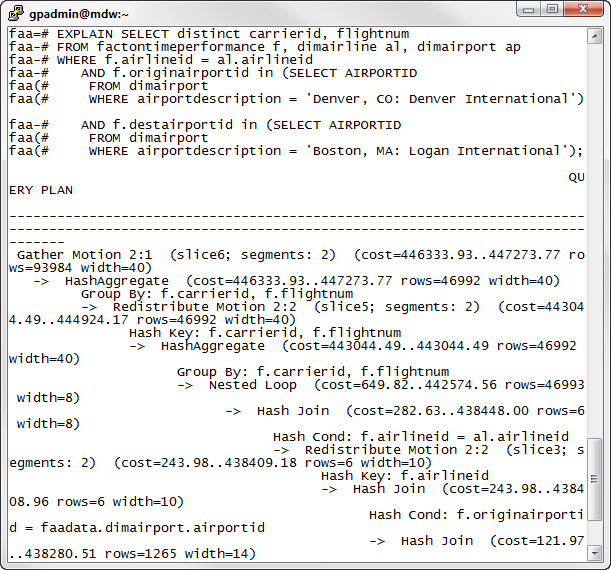 gpadmin@mdw:~
faa=# EXPLAIN SELECT distinct carrierid, flightnum
faa-# FROM factontimeperformance f, dimairline al, dimairport ap
faa-# WHERE f.airlineid = al.airlineid
faa-#    AND f.originairportid in (SELECT AIRPORTID
faa(#     FROM dimairport
faa(#     WHERE airportdescription = 'Denver, CO: Denver International')
faa-#    AND f.destairportid in (SELECT AIRPORTID
faa(#     FROM dimairport
faa(#     WHERE airportdescription = 'Boston, MA: Logan International');
QU
ERY PLAN
------------------------------------------------------------------------
------------------------------------------------------------------------
-------
Gather Motion 2:1  (slice6; segments: 2)  (cost=446333.93..447273.77 ro
ws=93984 width=40)
->  HashAggregate  (cost=446333.93..447273.77 rows=46992 width=40)
Group By: f.carrierid, f.flightnum
->  Redistribute Motion 2:2  (slice5; segments: 2)  (cost=44304
4.49..444924.17 rows=46992 width=40)
Hash Key: f.carrierid, f.flightnum
->  HashAggregate  (cost=443044.49..443044.49 rows=46992
width=40)
Group By: f.carrierid, f.flightnum
->  Nested Loop  (cost=649.82..442574.56 rows=46993
width=8)
->  Hash Join  (cost=282.63..438448.00 rows=6
width=8)
Hash Cond: f.airlineid = al.airlineid
->  Redistribute Motion 2:2  (slice3; s
egments: 2)  (cost=243.98..438409.18 rows=6 width=10)
Hash Key: f.airlineid
->  Hash Join  (cost=243.98..4384
08.96 rows=6 width=10)
Hash Cond: f.originairporti
d = faadata.dimairport.airportid
->  Hash Join  (cost=121.97
..438280.51 rows=1265 width=14)